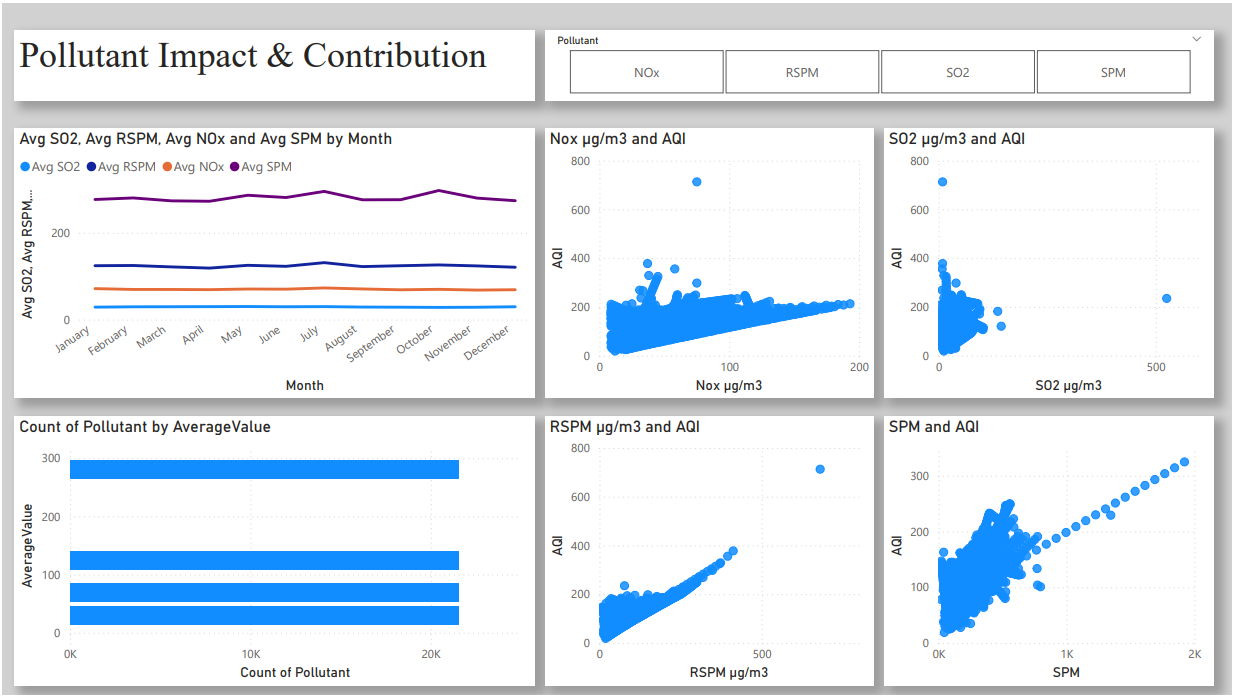 Pollutant Impact & Contribution
Pollutant
NOx
RSPM
SO2
SPM
Avg SO2, Avg RSPM, Avg NOx and Avg SPM by Month
Avg SO2 Avg RSPM Avg NOx Avg SPM
Avg SO2, Avg RSPM,...
200
0
January
February
March
April
May
June
July
August
September
October
November
December
Month
Nox µg/m3 and AQI
AQI
800
600
400
200
0
0 100 200
Nox µg/m3
SO2 µg/m3 and AQI
AQI
800
600
400
200
0
0 500
SO2 µg/m3
Count of Pollutant by AverageValue
AverageValue
300
200
100
0
0K 10K 20K
Count of Pollutant
RSPM µg/m3 and AQI
AQI
800
600
400
200
0
0 500
RSPM µg/m3
SPM and AQI
AQI
300
200
100
0
0K 1K 2K
SPM